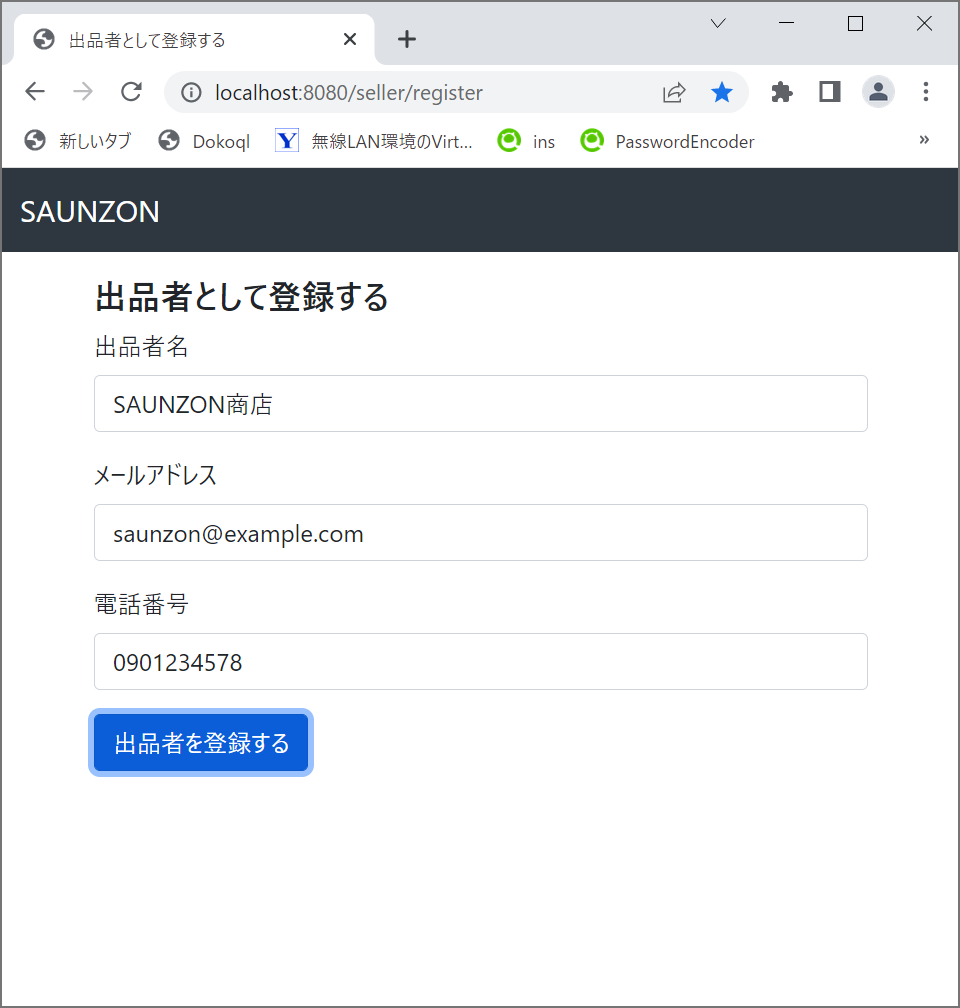 出品者として登録する
localhost:8080/seller/register
新しいタブ Dokoql 無線LAN環境のVirt... ins PasswordEncoder »
SAUNZON
出品者として登録する
出品者名
SAUNZON商店
メールアドレス
saunzon@example.com
電話番号
0901234578
出品者を登録する